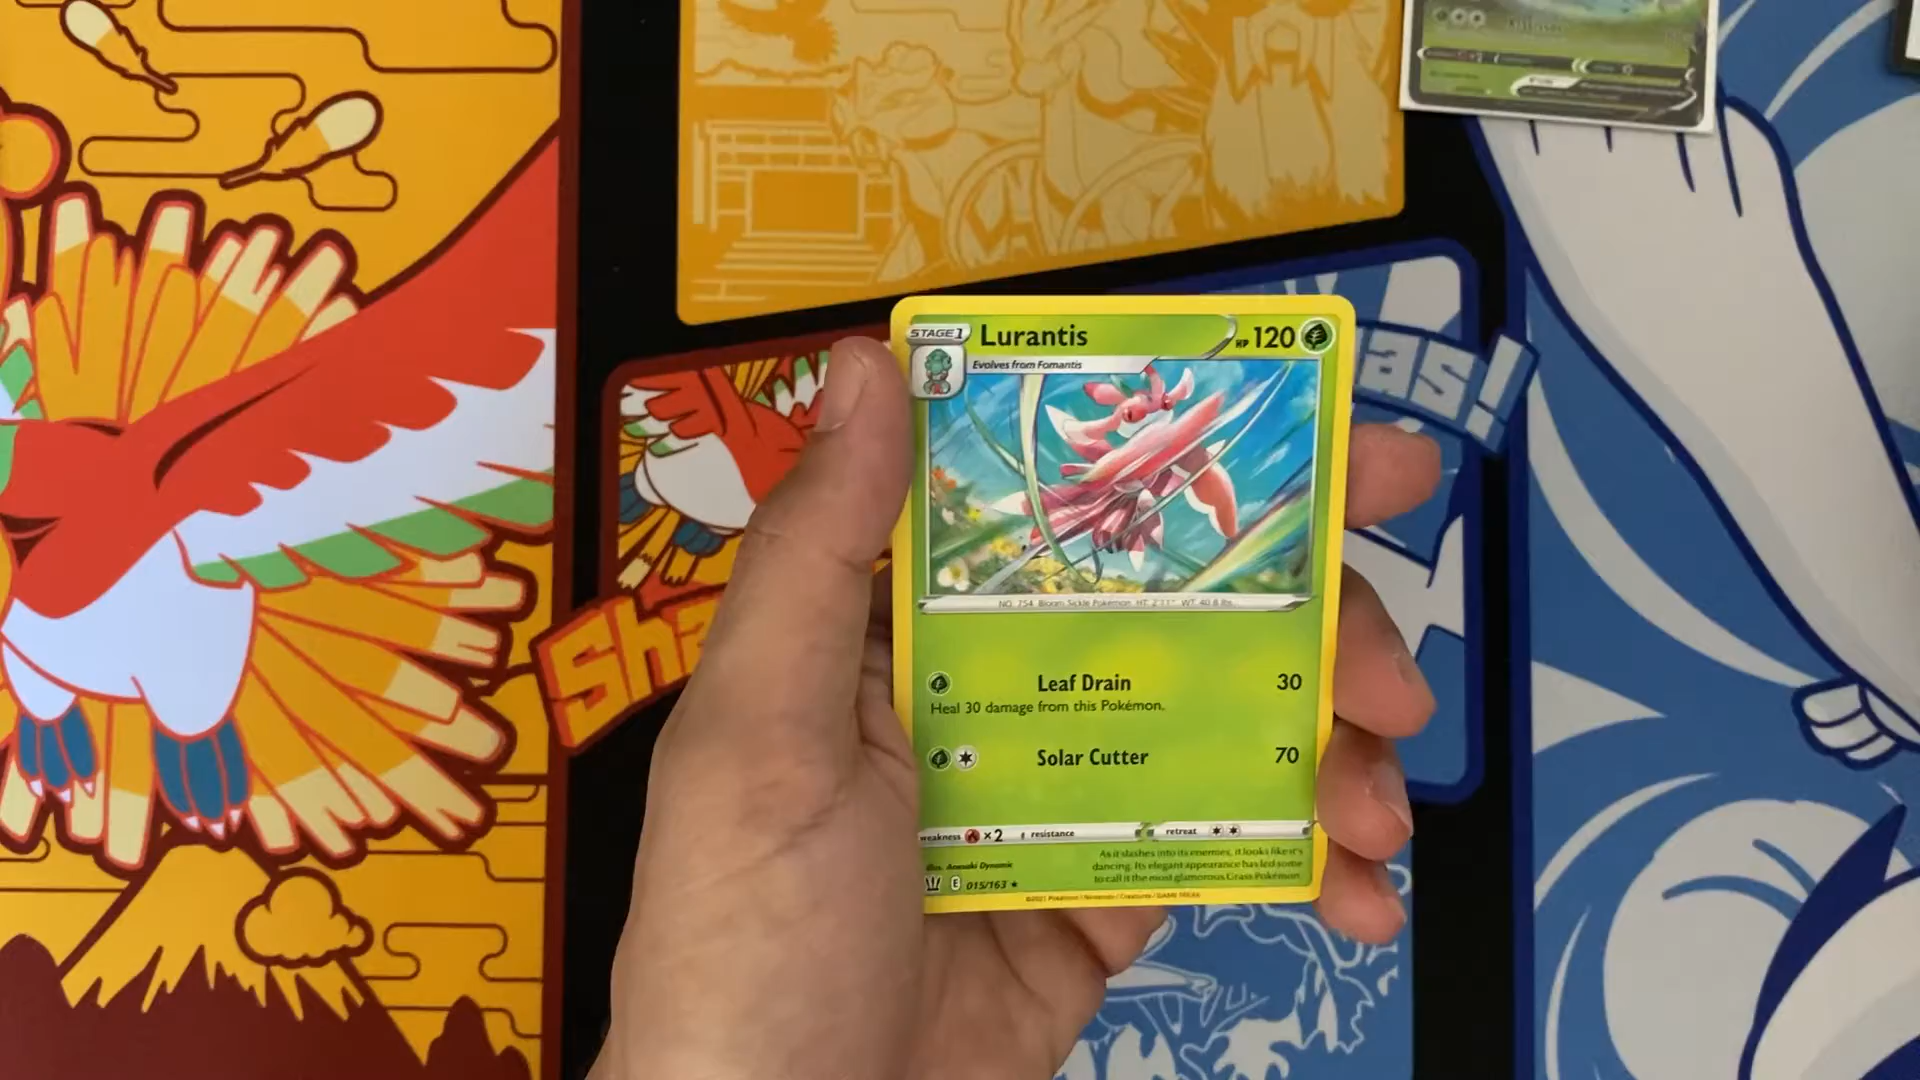 STAGE 1
Lurantis
HP 120
Evolves from Fomantis
NO. 754 Bloom Sickle Pokémon HT: 2'11" WT: 40.8 lbs.
Leaf Drain 30
Heal 30 damage from this Pokémon.
Solar Cutter 70
weakness ×2 resistance retreat
Illus. Anesaki Dynamic
As it slashes into its enemies, it looks like it's
dancing. Its elegant appearance has led some
to call it the most glamorous Grass Pokémon.
E 015/163 ★
©2021 Pokémon / Nintendo / Creatures / GAME FREAK
Sha
as!